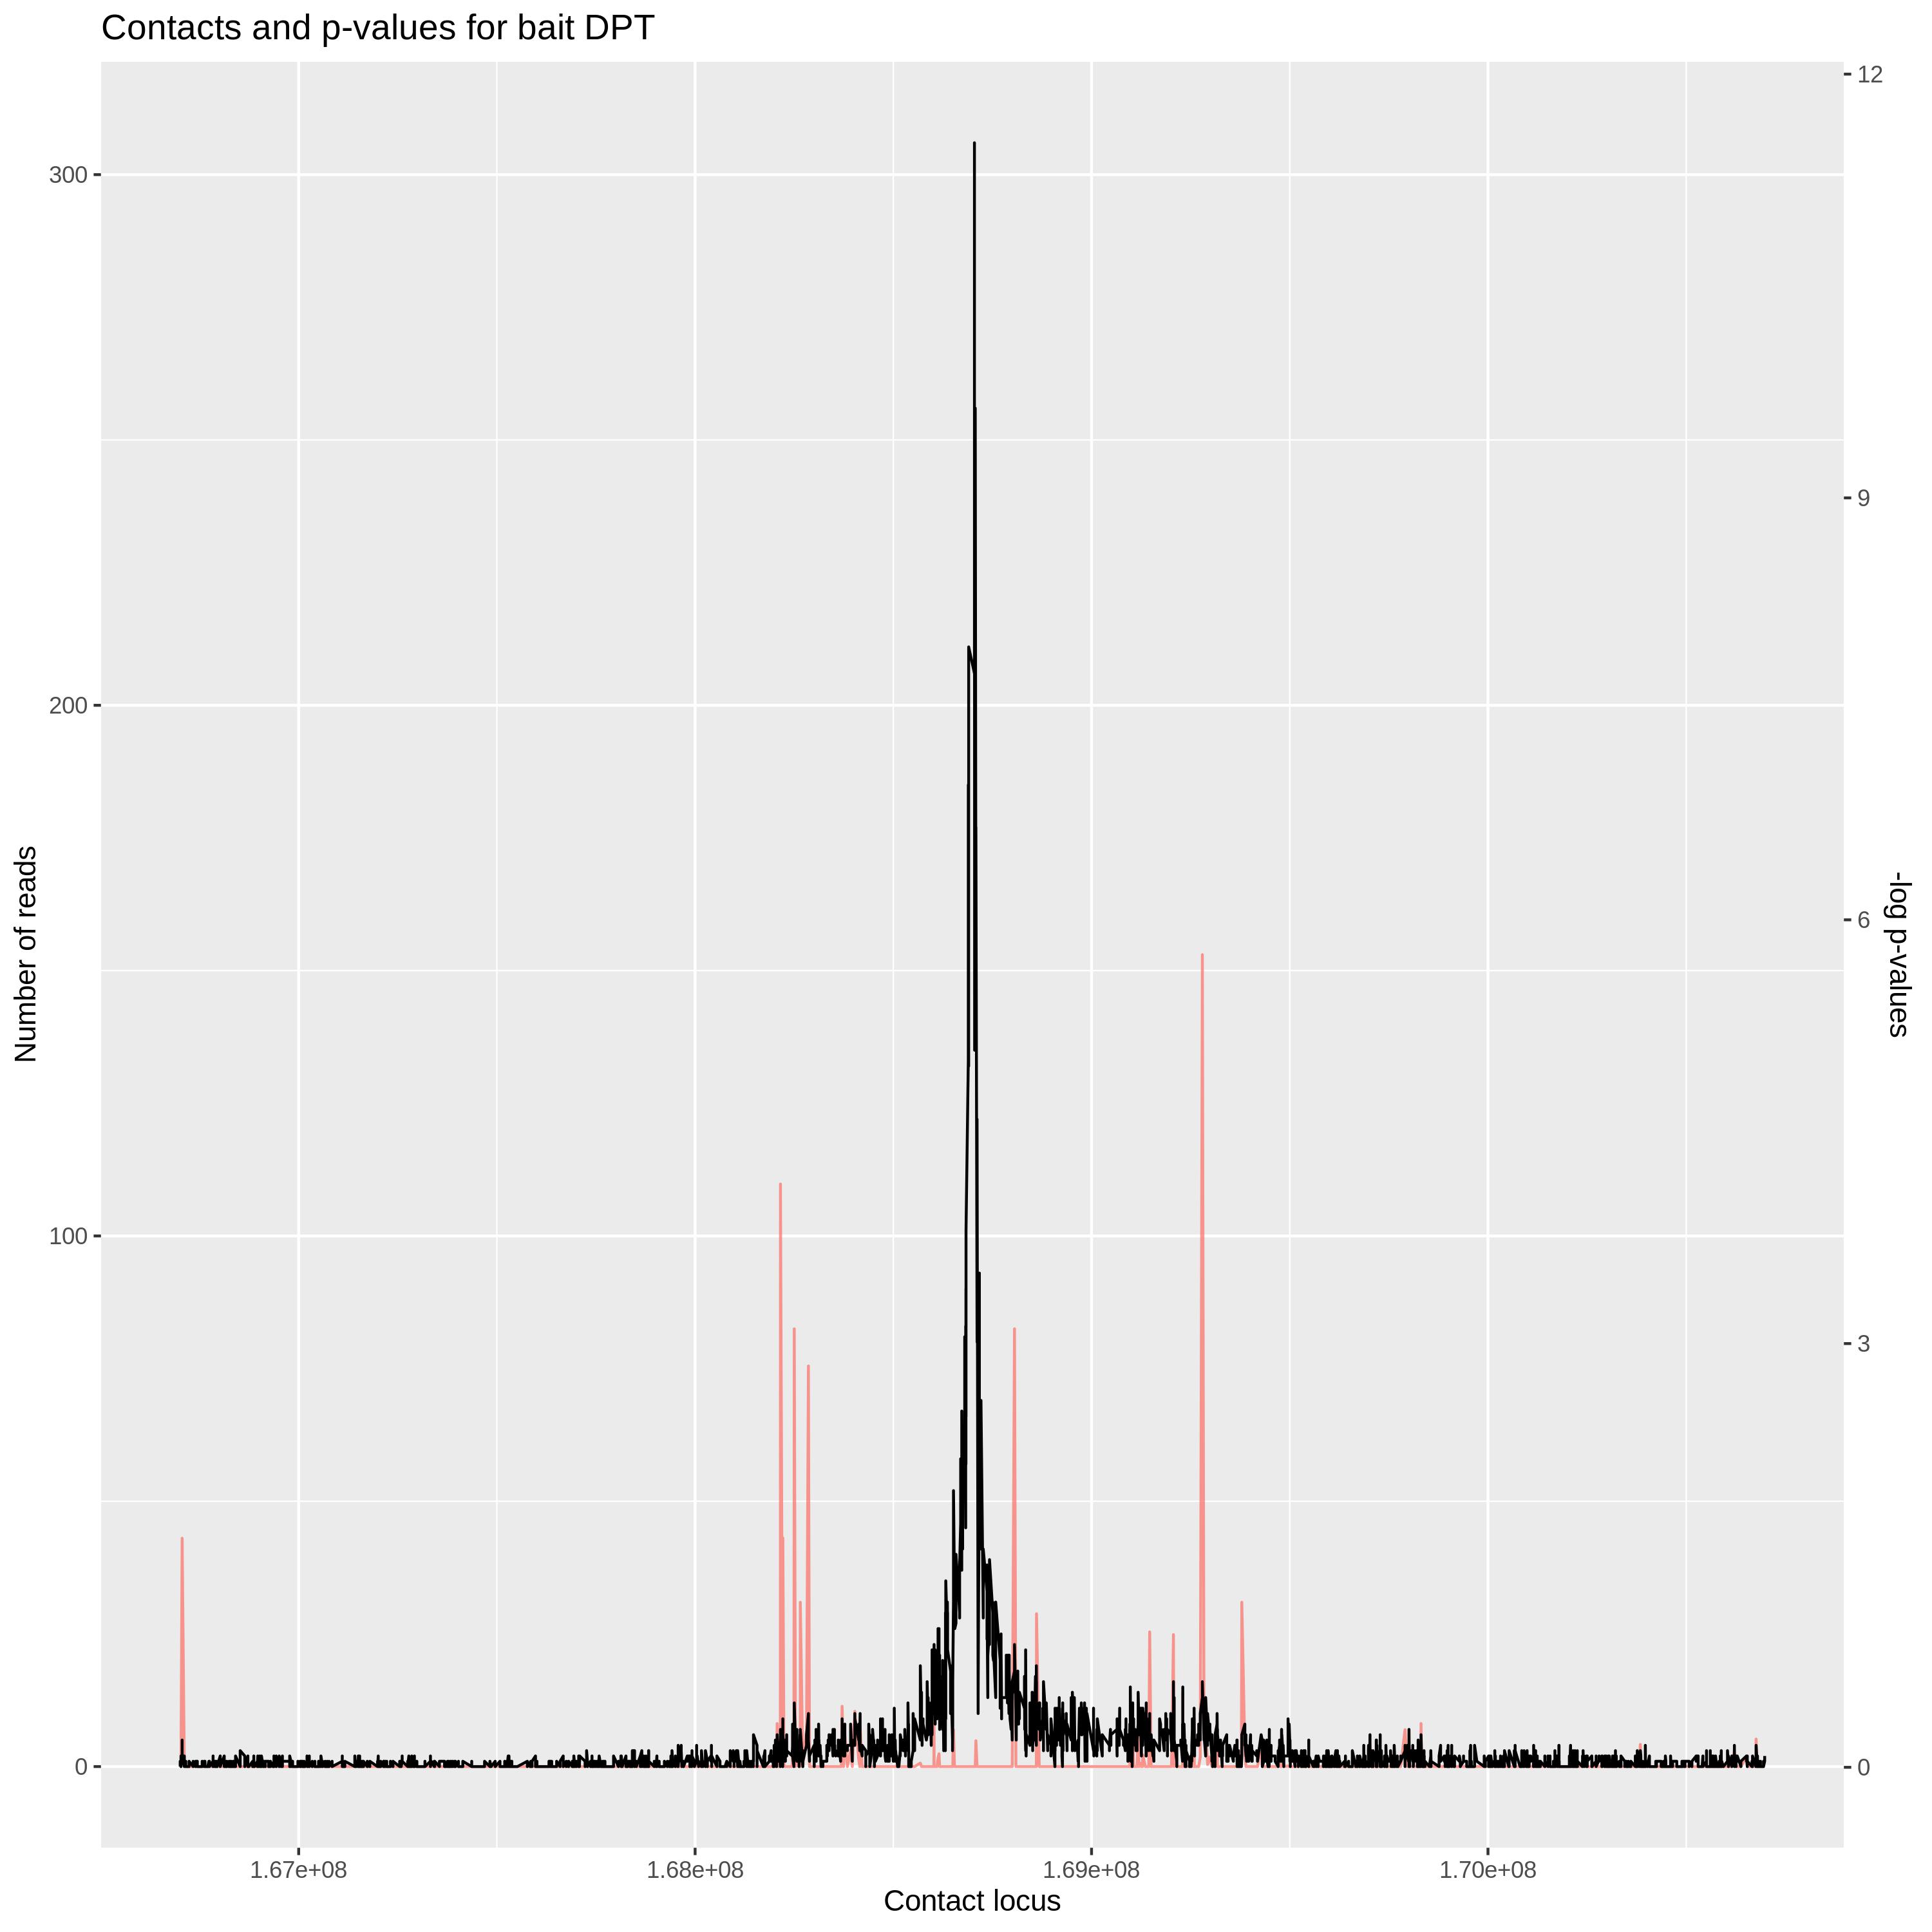 Contacts and p-values for bait DPT
12
300
9
200
Number of reads
6
-log p-values
100
3
0
0
1.67e+08
1.68e+08
1.69e+08
1.70e+08
Contact locus